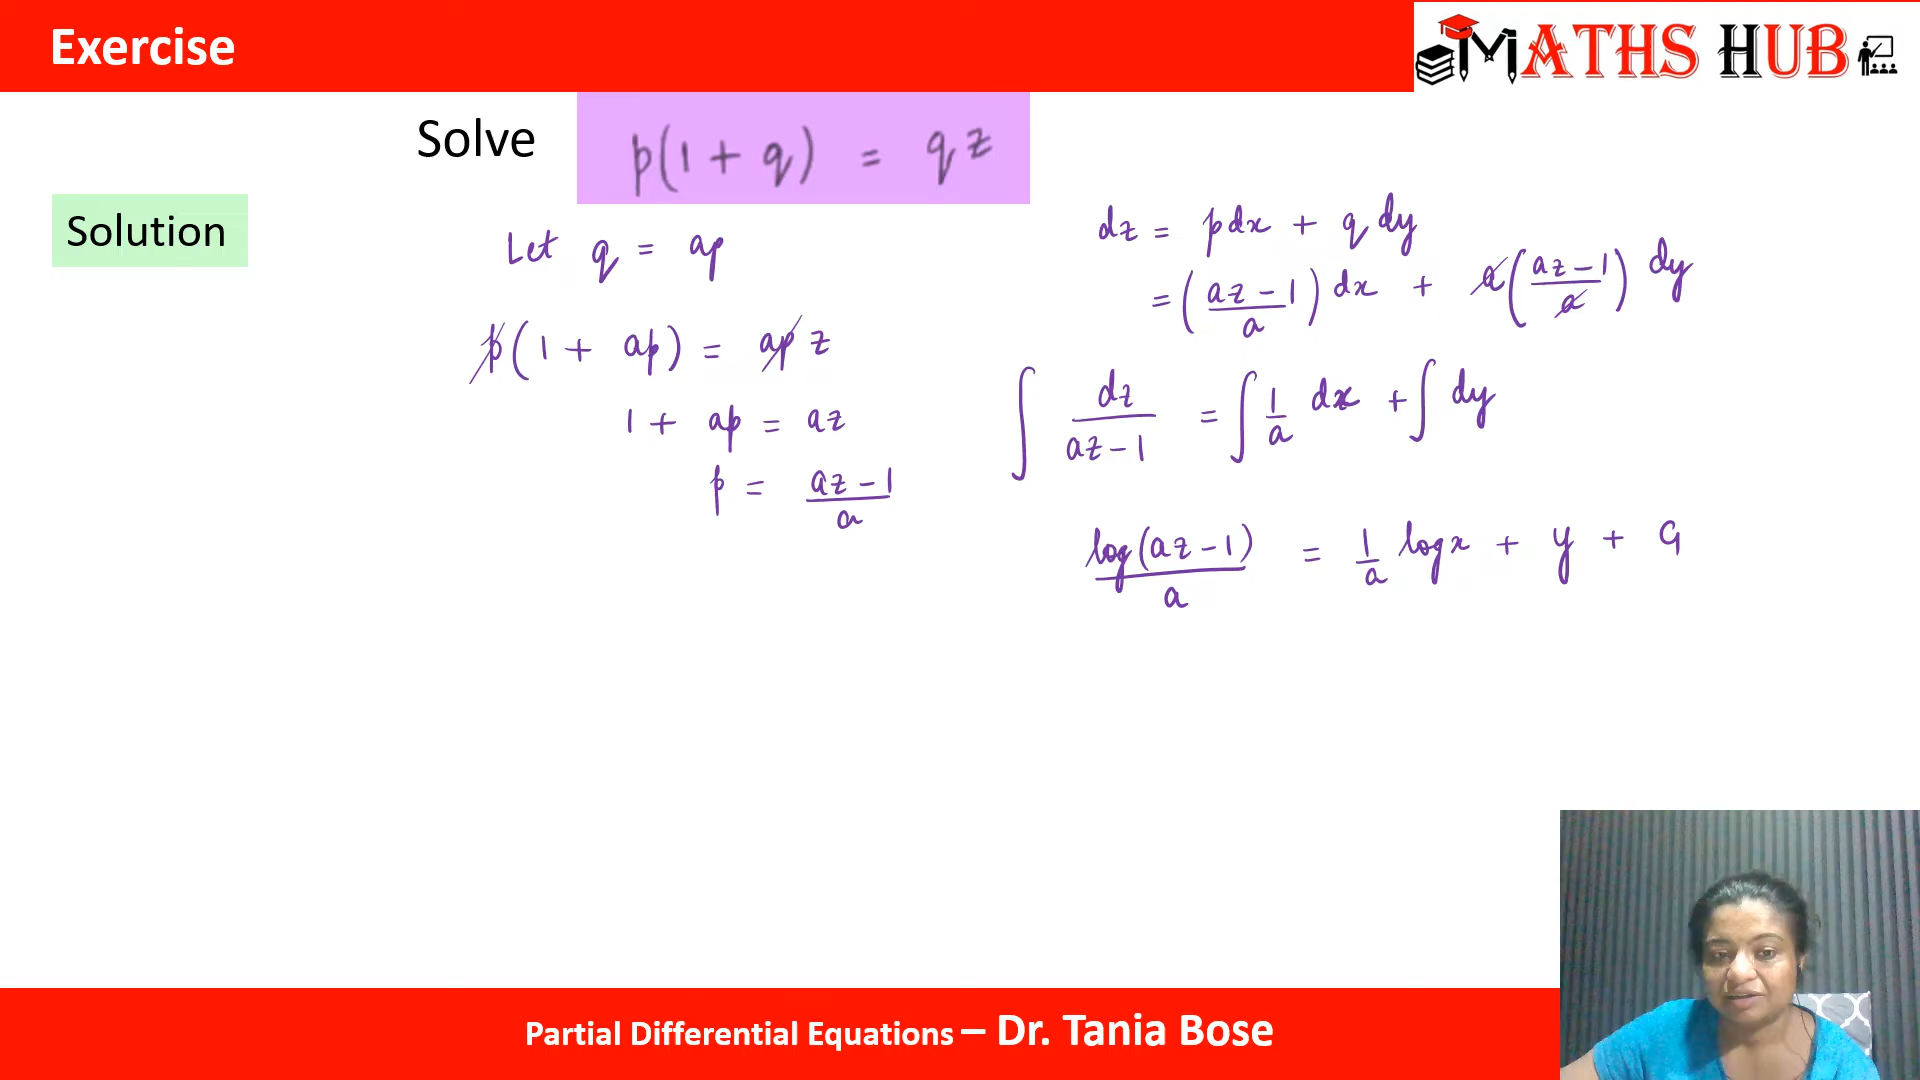 Exercise
MATHS HUB
Solve p(1 + q) = qz
Solution
Let q = ap
p(1 + ap) = ap z
1 + ap = az
p = (az - 1)/a
dz = pdx + q dy
= ((az - 1)/a) dx + a((az - 1)/a) dy
∫ dz/(az - 1) = ∫ 1/a dx + ∫ dy
log(az - 1)/a = 1/a log x + y + C₁
Partial Differential Equations – Dr. Tania Bose